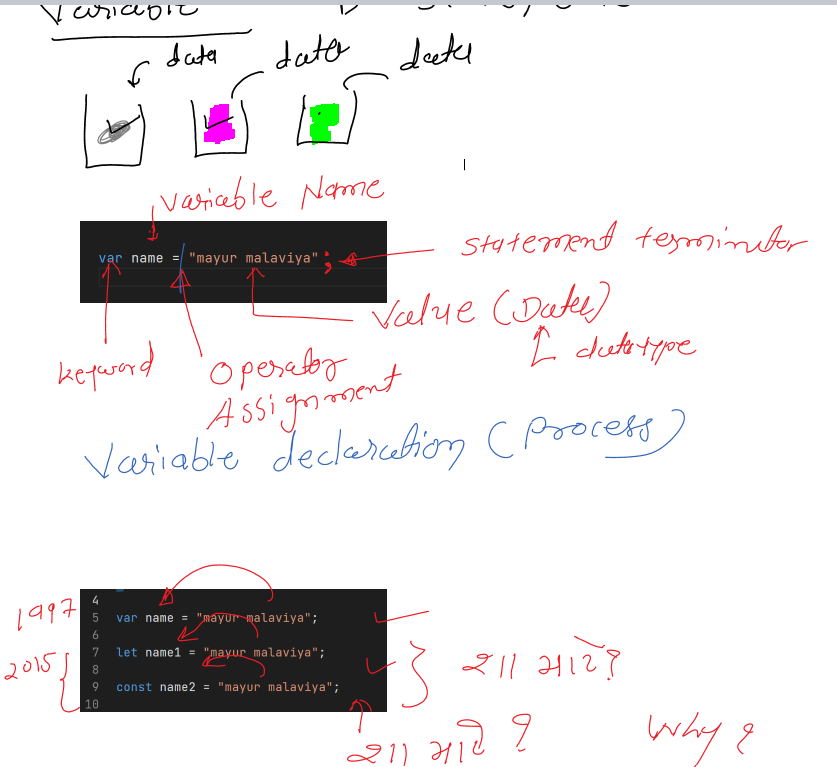 Variable
data data data
Variable Name
var name = "mayur malaviya" ;
statement terminator
Value (Data)
datatype
keyword
Operator
Assignment
Variable declaration (Process)
4
1997
5 var name = "mayur malaviya";
6
2015
7 let name1 = "mayur malaviya";
8
શા માટે?
9 const name2 = "mayur malaviya";
10
શા માટે ?
Why ?